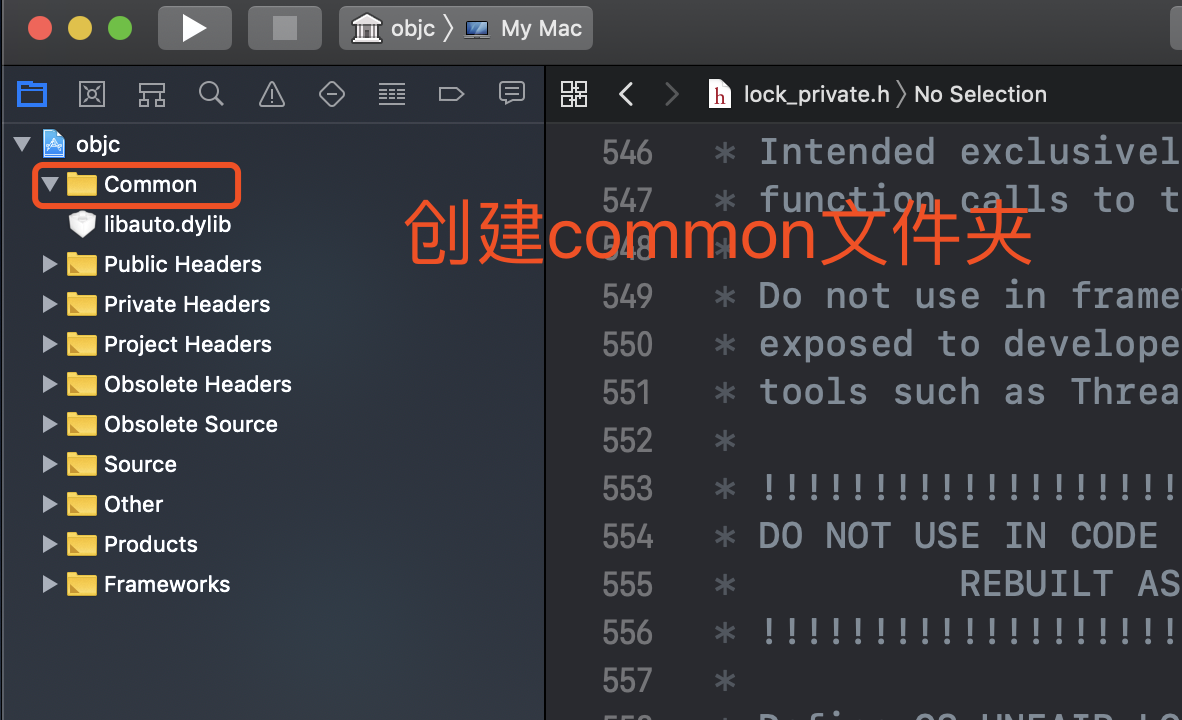 objc My Mac
lock_private.h No Selection
objc
Common
libauto.dylib
Public Headers
Private Headers
Project Headers
Obsolete Headers
Obsolete Source
Source
Other
Products
Frameworks
创建common文件夹
546 * Intended exclusivel
547 * function calls to t
548 *
549 * Do not use in frame
550 * exposed to develope
551 * tools such as Threa
552 *
553 * !!!!!!!!!!!!!!!!!!!
554 * DO NOT USE IN CODE
555 * REBUILT AS
556 * !!!!!!!!!!!!!!!!!!!
557 *